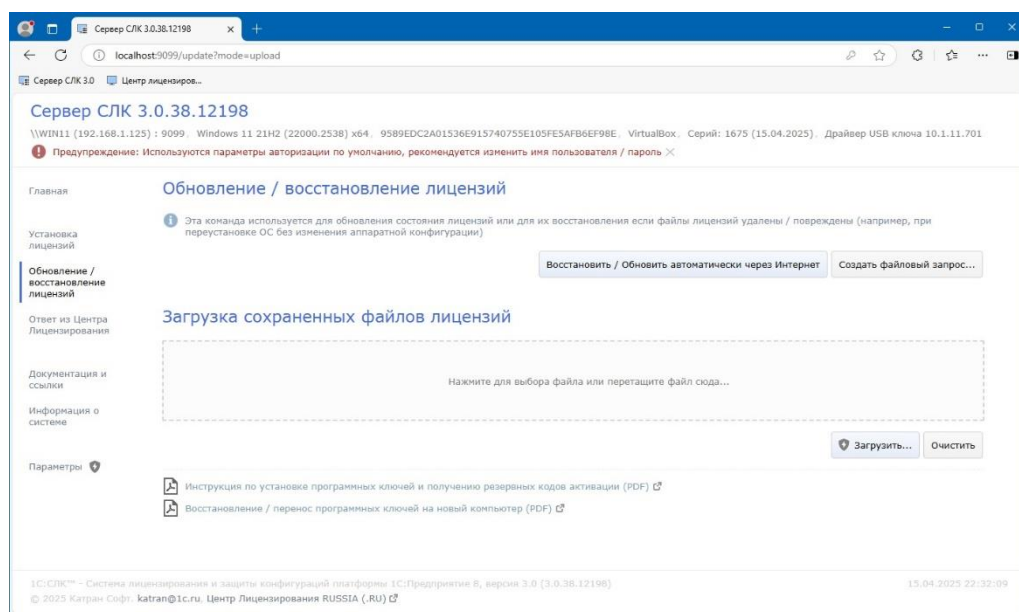 Сервер СЛК 3.0.38.12198
localhost:9099/update?mode=upload
Сервер СЛК 3.0 Центр лицензиров...
Сервер СЛК 3.0.38.12198
\\WIN11 (192.168.1.125) : 9099, Windows 11 21H2 (22000.2538) x64, 9589EDC2A01536E915740755E105FE5AFB6EF98E, VirtualBox, Серий: 1675 (15.04.2025), Драйвер USB ключа 10.1.11.701
Предупреждение: Используются параметры авторизации по умолчанию, рекомендуется изменить имя пользователя / пароль
Главная
Установка
лицензий
Обновление /
восстановление
лицензий
Ответ из Центра
Лицензирования
Документация и
ссылки
Информация о
системе
Параметры
Обновление / восстановление лицензий
Эта команда используется для обновления состояния лицензий или для их восстановления если файлы лицензий удалены / повреждены (например, при
переустановке ОС без изменения аппаратной конфигурации)
Восстановить / Обновить автоматически через Интернет Создать файловый запрос...
Загрузка сохраненных файлов лицензий
Нажмите для выбора файла или перетащите файл сюда...
Загрузить... Очистить
Инструкция по установке программных ключей и получению резервных кодов активации (PDF)
Восстановление / перенос программных ключей на новый компьютер (PDF)
1С:СЛК™ - Система лицензирования и защиты конфигураций платформы 1С:Предприятие 8, версия 3.0 (3.0.38.12198) 15.04.2025 22:32:09
© 2025 Катран Софт. katran@1c.ru, Центр Лицензирования RUSSIA (.RU)